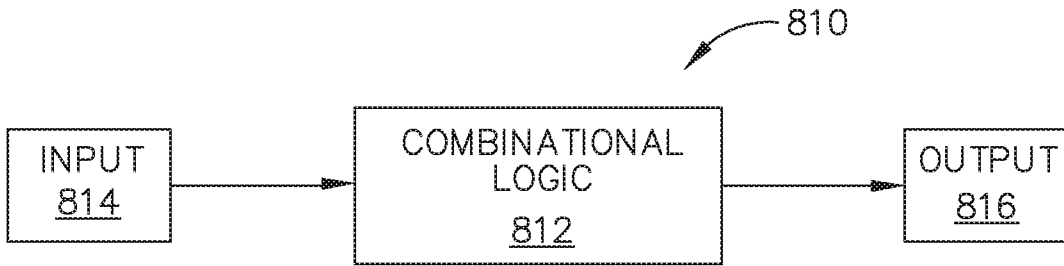 810
INPUT
814
COMBINATIONAL
LOGIC
812
OUTPUT
816